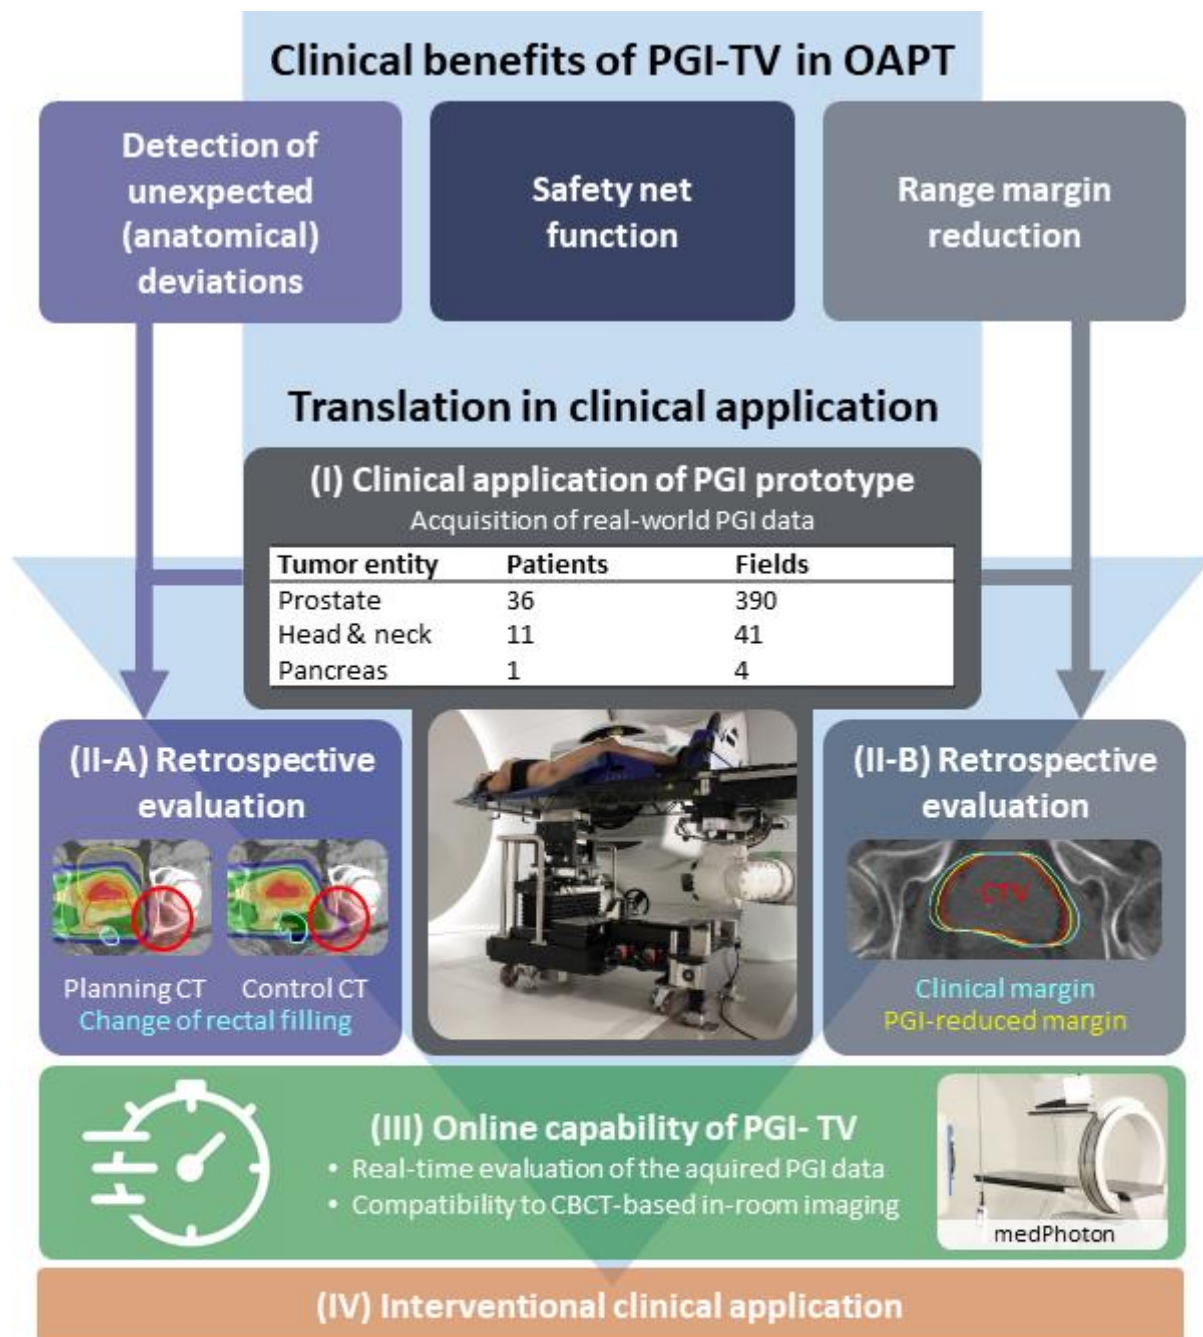 Clinical benefits of PGI-TV in OAPT
Detection of
unexpected
(anatomical)
deviations
Safety net
function
Range margin
reduction
Translation in clinical application
(I) Clinical application of PGI prototype
Acquisition of real-world PGI data
Tumor entity Patients Fields
Prostate 36 390
Head & neck 11 41
Pancreas 1 4
(II-A) Retrospective
evaluation
Planning CT Control CT
Change of rectal filling
(II-B) Retrospective
evaluation
CTV
Clinical margin
PGI-reduced margin
(III) Online capability of PGI- TV
• Real-time evaluation of the aquired PGI data
• Compatibility to CBCT-based in-room imaging
medPhoton
(IV) Interventional clinical application